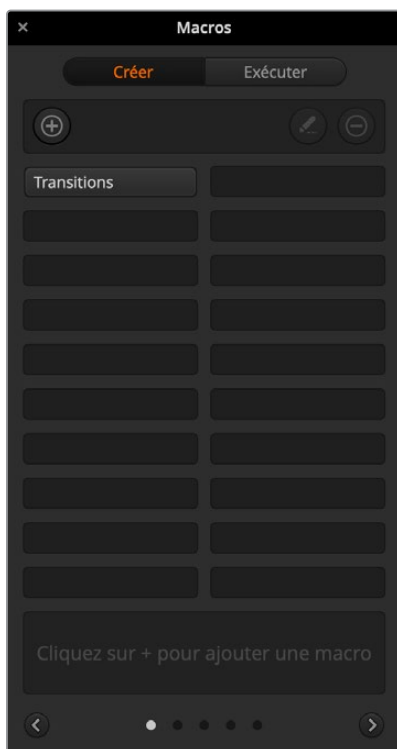 Macros
Créer
Exécuter
Transitions
Cliquez sur + pour ajouter une macro